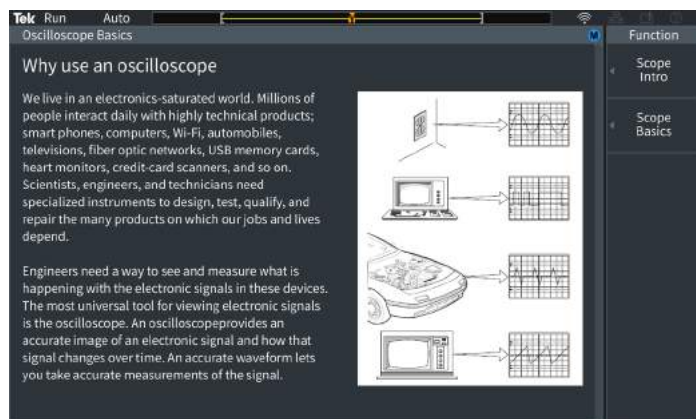 Tek Run Auto
Oscilloscope Basics
M
Function
Why use an oscilloscope
We live in an electronics-saturated world. Millions of
people interact daily with highly technical products;
smart phones, computers, Wi-Fi, automobiles,
televisions, fiber optic networks, USB memory cards,
heart monitors, credit-card scanners, and so on.
Scientists, engineers, and technicians need
specialized instruments to design, test, qualify, and
repair the many products on which our jobs and lives
depend.
Engineers need a way to see and measure what is
happening with the electronic signals in these devices.
The most universal tool for viewing electronic signals
is the oscilloscope. An oscilloscopeprovides an
accurate image of an electronic signal and how that
signal changes over time. An accurate waveform lets
you take accurate measurements of the signal.
Scope
Intro
Scope
Basics